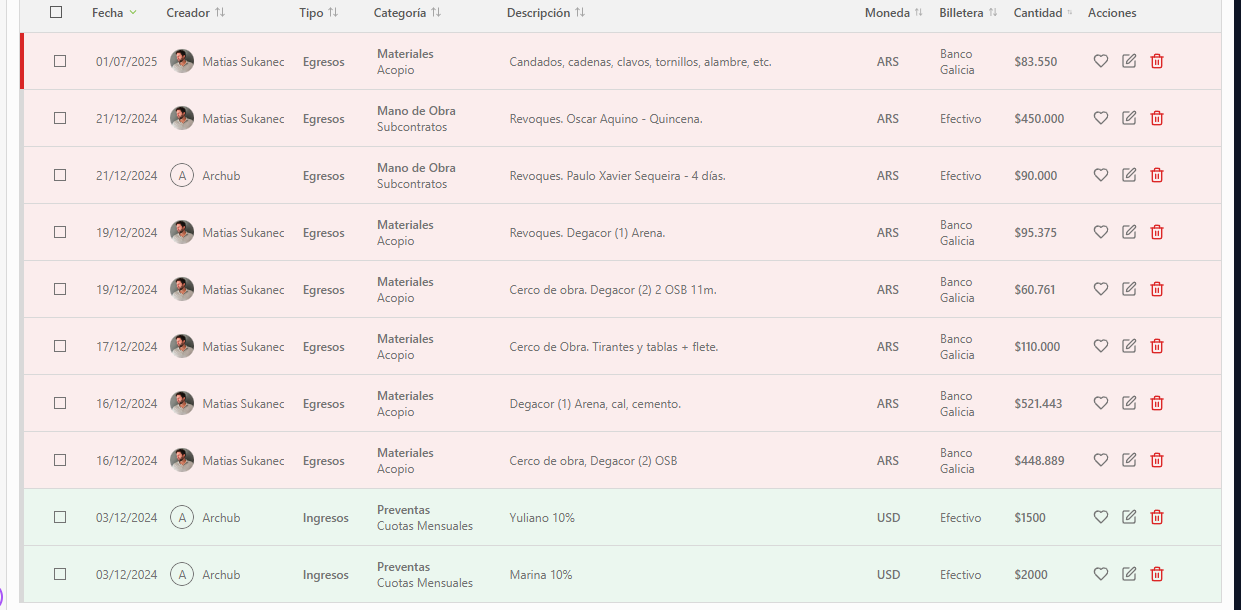 Fecha Creador Tipo Categoría Descripción Moneda Billetera Cantidad Acciones
01/07/2025 Matias Sukanec Egresos Materiales Acopio Candados, cadenas, clavos, tornillos, alambre, etc. ARS Banco Galicia $83.550
21/12/2024 Matias Sukanec Egresos Mano de Obra Subcontratos Revoques. Oscar Aquino - Quincena. ARS Efectivo $450.000
21/12/2024 A Archub Egresos Mano de Obra Subcontratos Revoques. Paulo Xavier Sequeira - 4 días. ARS Efectivo $90.000
19/12/2024 Matias Sukanec Egresos Materiales Acopio Revoques. Degacor (1) Arena. ARS Banco Galicia $95.375
19/12/2024 Matias Sukanec Egresos Materiales Acopio Cerco de obra. Degacor (2) 2 OSB 11m. ARS Banco Galicia $60.761
17/12/2024 Matias Sukanec Egresos Materiales Acopio Cerco de Obra. Tirantes y tablas + flete. ARS Banco Galicia $110.000
16/12/2024 Matias Sukanec Egresos Materiales Acopio Degacor (1) Arena, cal, cemento. ARS Banco Galicia $521.443
16/12/2024 Matias Sukanec Egresos Materiales Acopio Cerco de obra, Degacor (2) OSB ARS Banco Galicia $448.889
03/12/2024 A Archub Ingresos Preventas Cuotas Mensuales Yuliano 10% USD Efectivo $1500
03/12/2024 A Archub Ingresos Preventas Cuotas Mensuales Marina 10% USD Efectivo $2000